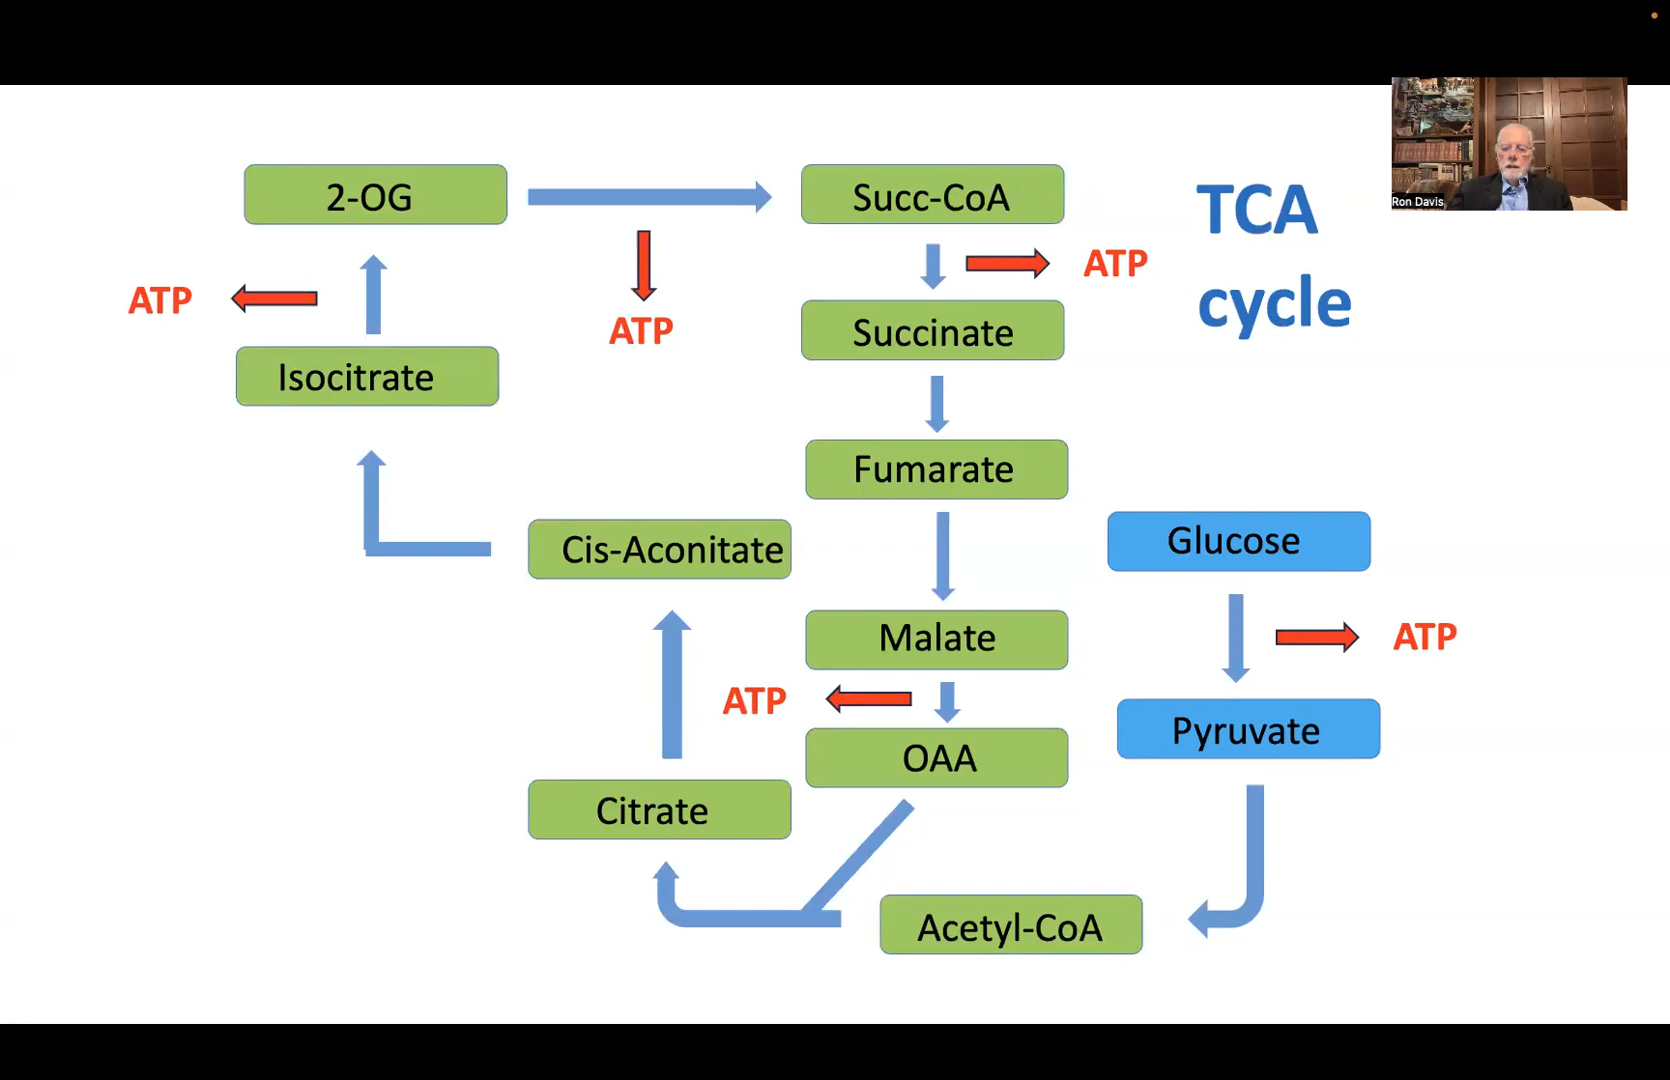 2-OG
Succ-CoA
TCA
cycle
Ron Davis
ATP
ATP
ATP
Isocitrate
Succinate
Fumarate
Cis-Aconitate
Glucose
Malate
ATP
ATP
OAA
Pyruvate
Citrate
Acetyl-CoA